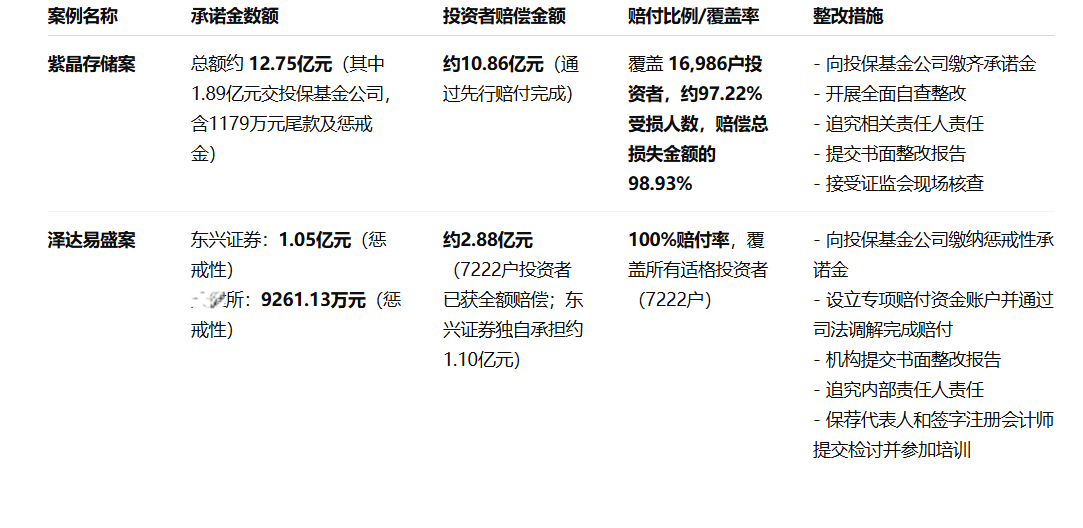 案例名称 承诺金数额 投资者赔偿金额 赔付比例/覆盖率 整改措施
紫晶存储案
总额约 12.75亿元（其中
1.89亿元交投保基金公司，
含1179万元尾款及惩戒
金）
约10.86亿元（通
过先行赔付完成）
覆盖 16,986户投
资者，约97.22%
受损人数，赔偿总
损失金额的
98.93%
- 向投保基金公司缴齐承诺金
- 开展全面自查整改
- 追究相关责任人责任
- 提交书面整改报告
- 接受证监会现场核查
泽达易盛案
东兴证券：1.05亿元（惩
戒性）
所：9261.13万元（惩
戒性）
约2.88亿元
（7222户投资者
已获全额赔偿；东
兴证券独自承担约
1.10亿元）
100%赔付率，覆
盖所有适格投资者
（7222户）
- 向投保基金公司缴纳惩戒性承
诺金
- 设立专项赔付资金账户并通过
司法调解完成赔付
- 机构提交书面整改报告
- 追究内部责任人责任
- 保荐代表人和签字注册会计师
提交检讨并参加培训